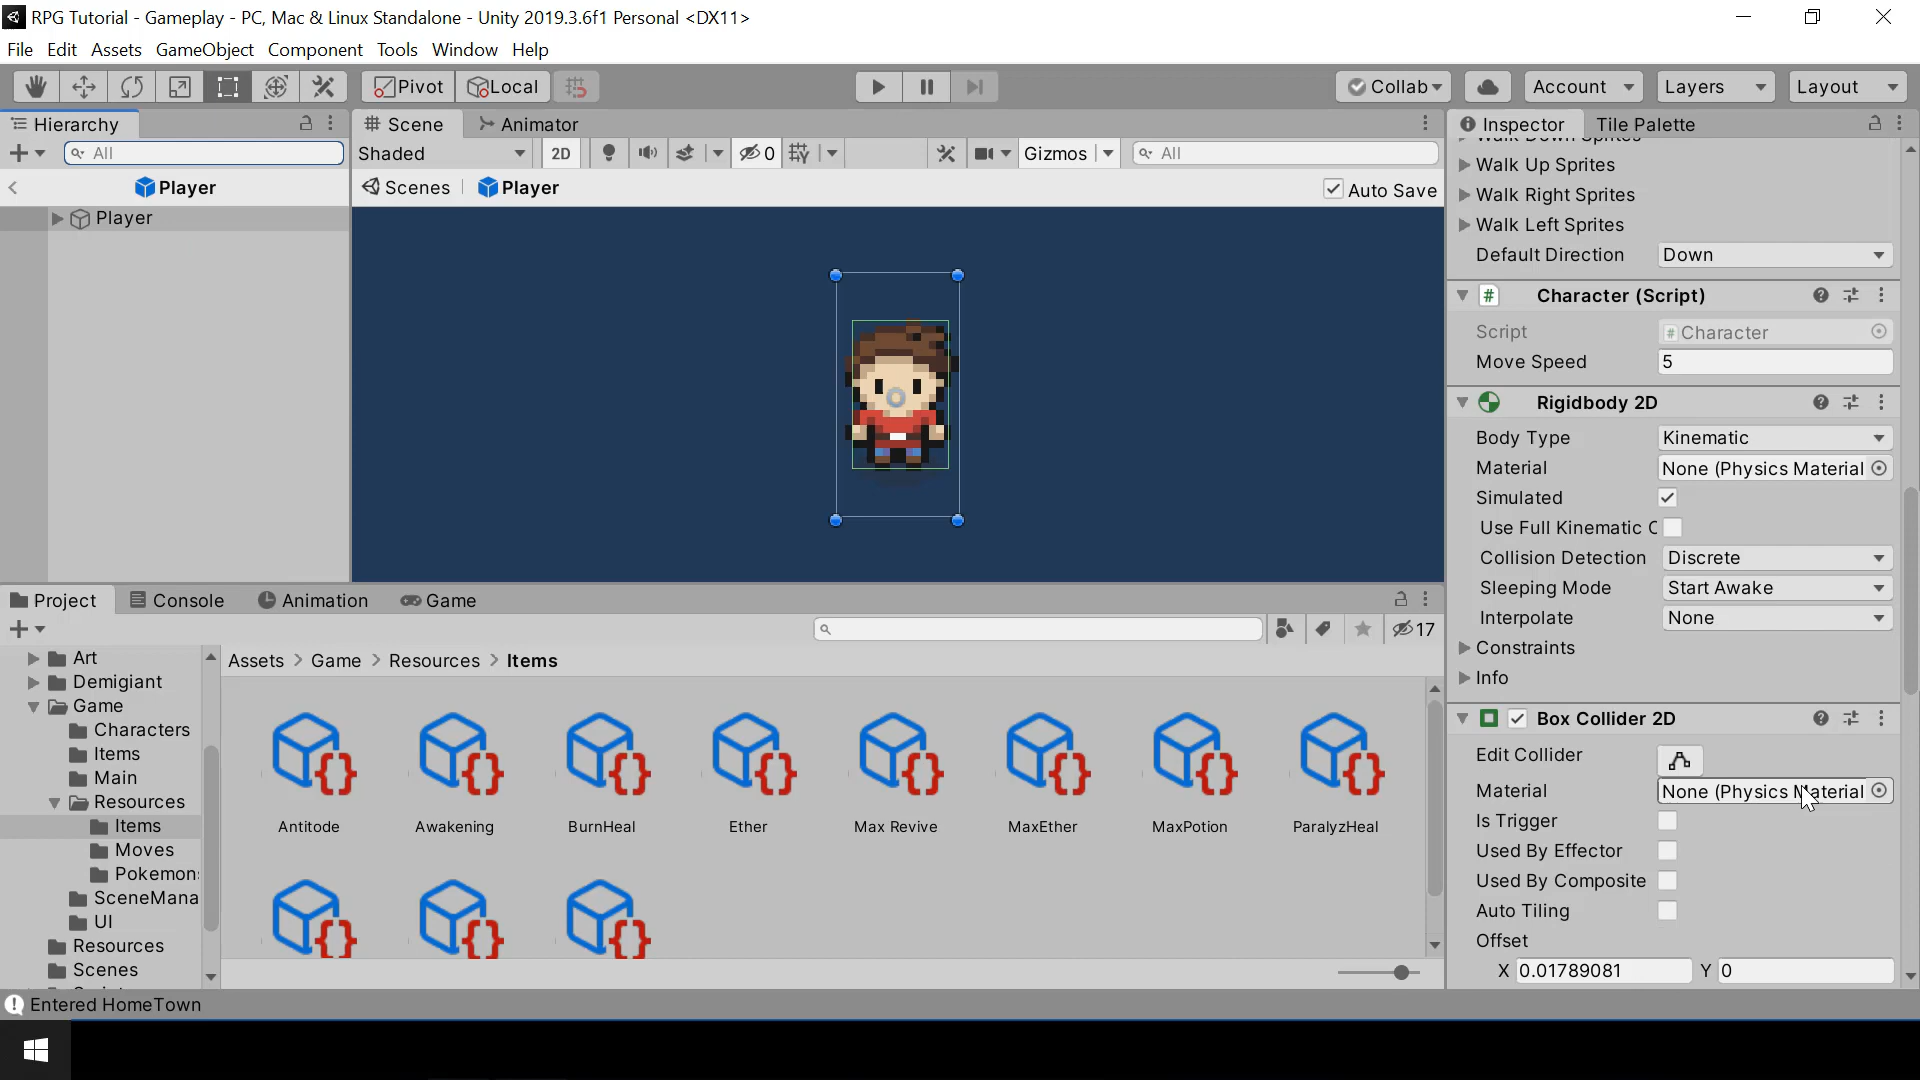 RPG Tutorial - Gameplay - PC, Mac & Linux Standalone - Unity 2019.3.6f1 Personal <DX11>
File Edit Assets GameObject Component Tools Window Help
Pivot Local Collab Account Layers Layout
Hierarchy
All
Player
Player
Scene Animator
Shaded 2D 0 Gizmos All
Scenes Player Auto Save
Inspector Tile Palette
Walk Up Sprites
Walk Right Sprites
Walk Left Sprites
Default Direction Down
# Character (Script)
Script # Character
Move Speed 5
Rigidbody 2D
Body Type Kinematic
Material None (Physics Material
Simulated
Use Full Kinematic C
Collision Detection Discrete
Sleeping Mode Start Awake
Interpolate None
Constraints
Info
Box Collider 2D
Edit Collider
Material None (Physics Material
Is Trigger
Used By Effector
Used By Composite
Auto Tiling
Offset
X 0.01789081 Y 0
Project Console Animation Game
17
Art
Demigiant
Game
Characters
Items
Main
Resources
Items
Moves
Pokemon
SceneMana
UI
Resources
Scenes
Assets > Game > Resources > Items
Antitode Awakening BurnHeal Ether Max Revive MaxEther MaxPotion ParalyzHeal
Entered HomeTown